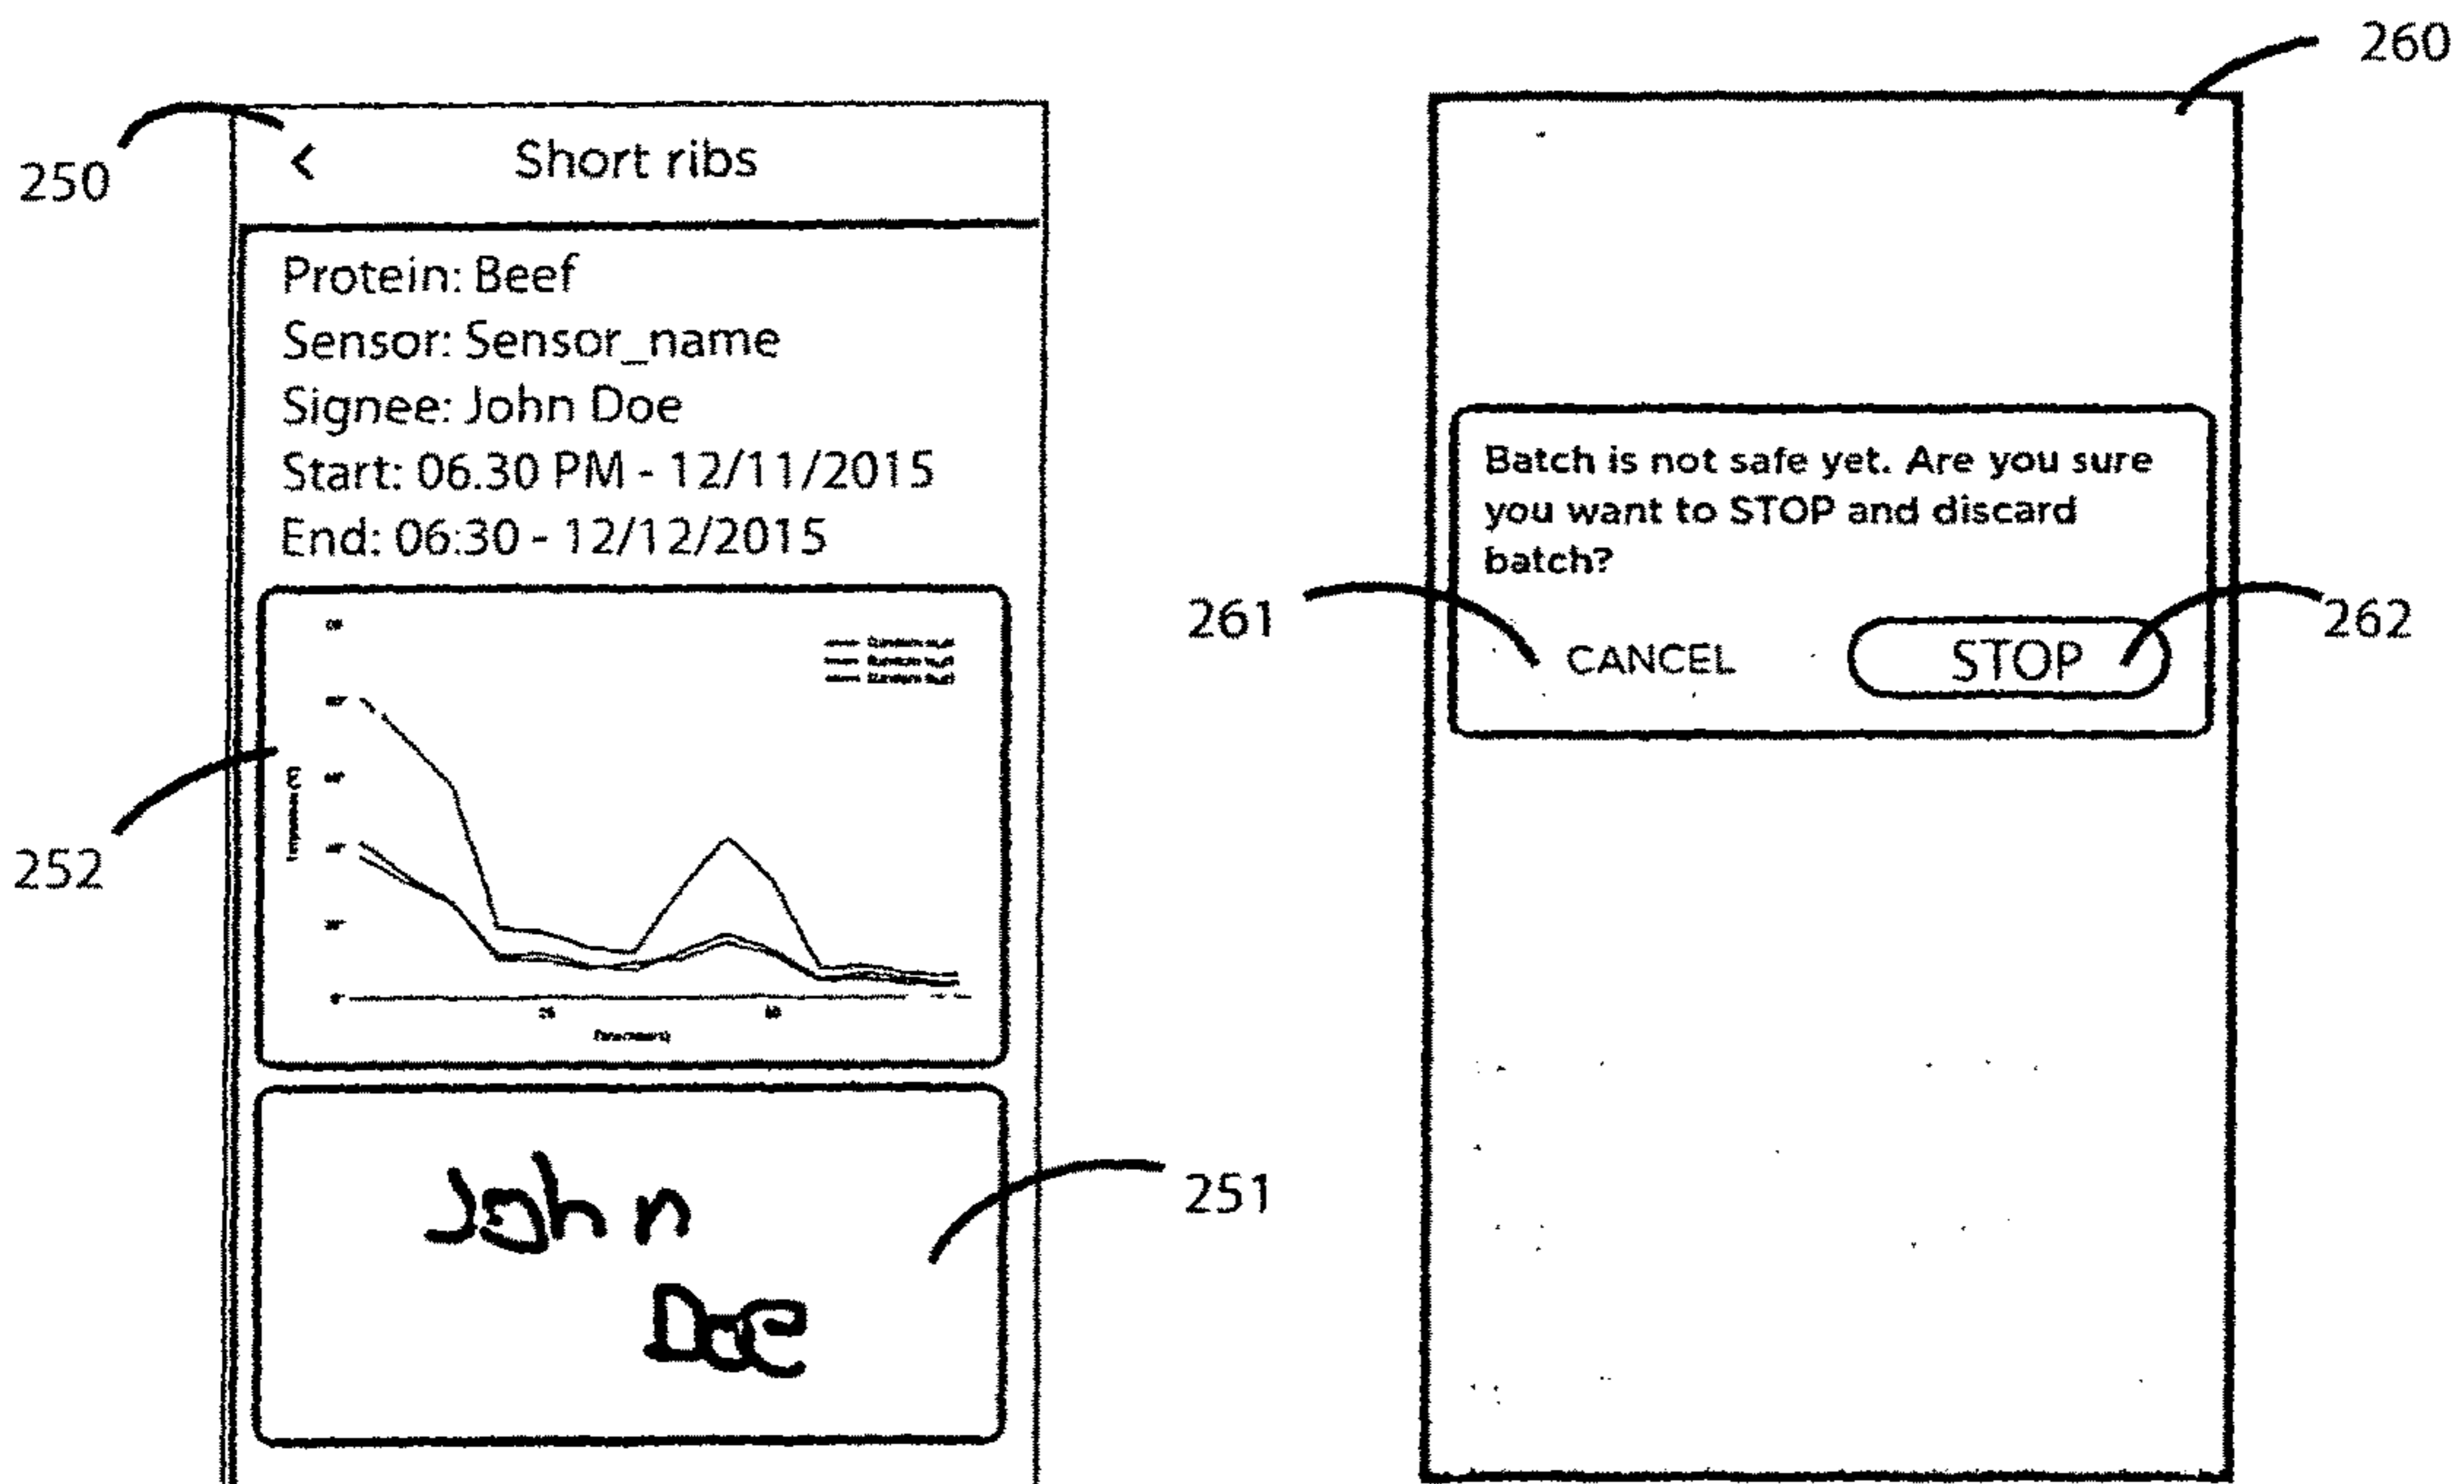 260
250
< Short ribs
Protein: Beef
Sensor: Sensor_name
Signee: John Doe
Start: 06.30 PM - 12/11/2015
End: 06:30 - 12/12/2015
252
John
Doe
251
Batch is not safe yet. Are you sure
you want to STOP and discard
batch?
261
CANCEL
STOP
262